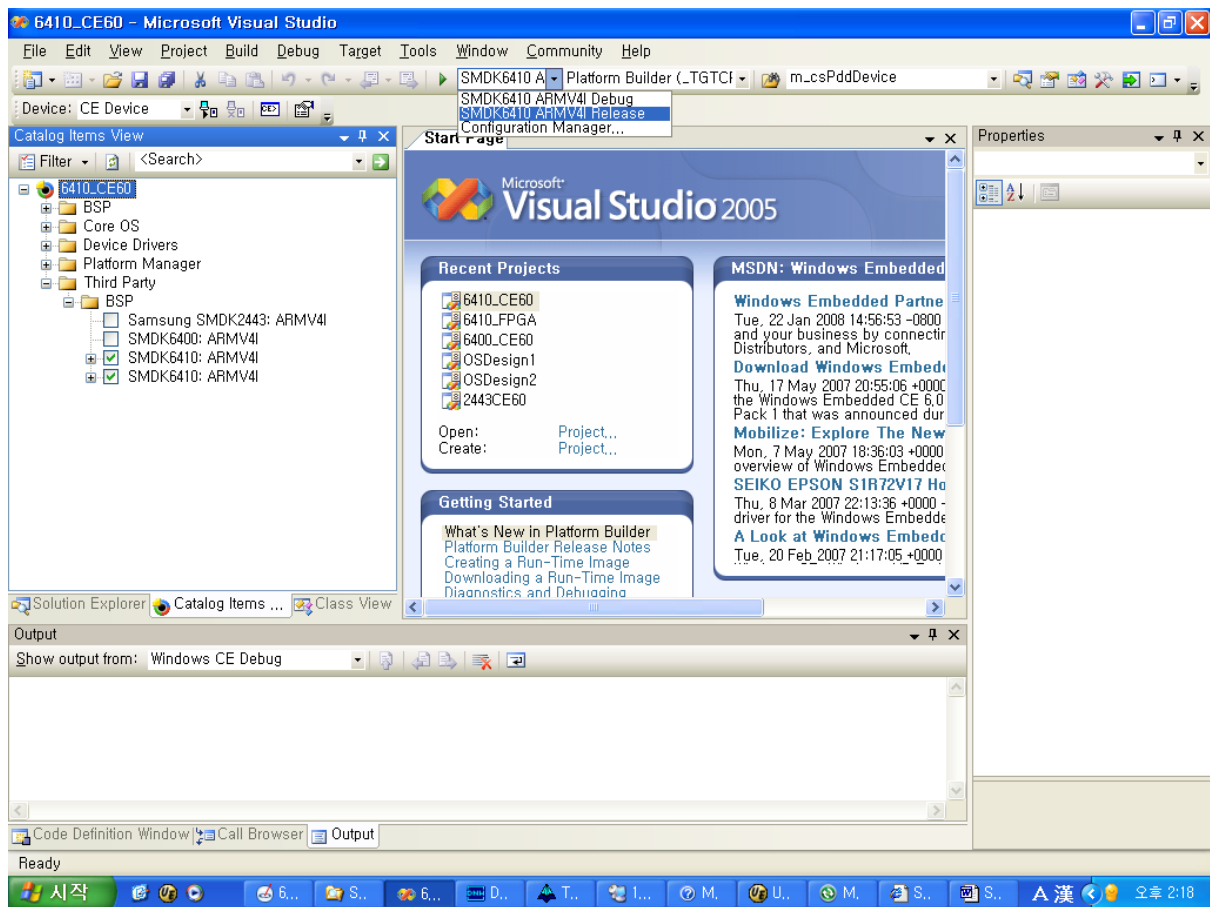 6410_CE60 - Microsoft Visual Studio
File Edit View Project Build Debug Target Tools Window Community Help
SMDK6410 A Platform Builder (_TGTCF m_csPddDevice
SMDK6410 ARMV4I Debug
SMDK6410 ARMV4I Release
Configuration Manager...
Device: CE Device
Catalog Items View
Filter <Search>
6410_CE60
BSP
Core OS
Device Drivers
Platform Manager
Third Party
BSP
Samsung SMDK2443: ARMV4I
SMDK6400: ARMV4I
SMDK6410: ARMV4I
SMDK6410: ARMV4I
Solution Explorer Catalog Items ... Class View
Start Page
Microsoft
Visual Studio 2005
Recent Projects
6410_CE60
6410_FPGA
6400_CE60
OSDesign1
OSDesign2
2443CE60
Open: Project...
Create: Project...
Getting Started
What's New in Platform Builder
Platform Builder Release Notes
Creating a Run-Time Image
Downloading a Run-Time Image
Diagnostics and Debugging
MSDN: Windows Embedded
Windows Embedded Partne
Tue, 22 Jan 2008 14:56:53 -0800
and your business by connectin
Distributors, and Microsoft.
Download Windows Embed
Thu, 17 May 2007 20:55:06 +0000
the Windows Embedded CE 6.0
Pack 1 that was announced dur
Mobilize: Explore The New
Mon, 7 May 2007 18:36:03 +0000
overview of Windows Embedded
SEIKO EPSON S1R72V17 Ho
Thu, 8 Mar 2007 22:13:36 +0000 -
driver for the Windows Embedde
A Look at Windows Embedd
Tue, 20 Feb 2007 21:17:05 +0000
Properties
Output
Show output from: Windows CE Debug
Code Definition Window Call Browser Output
Ready
시작 6... S... 6... D... T... 1... M... U... M... S... S... A 漢 오후 2:18